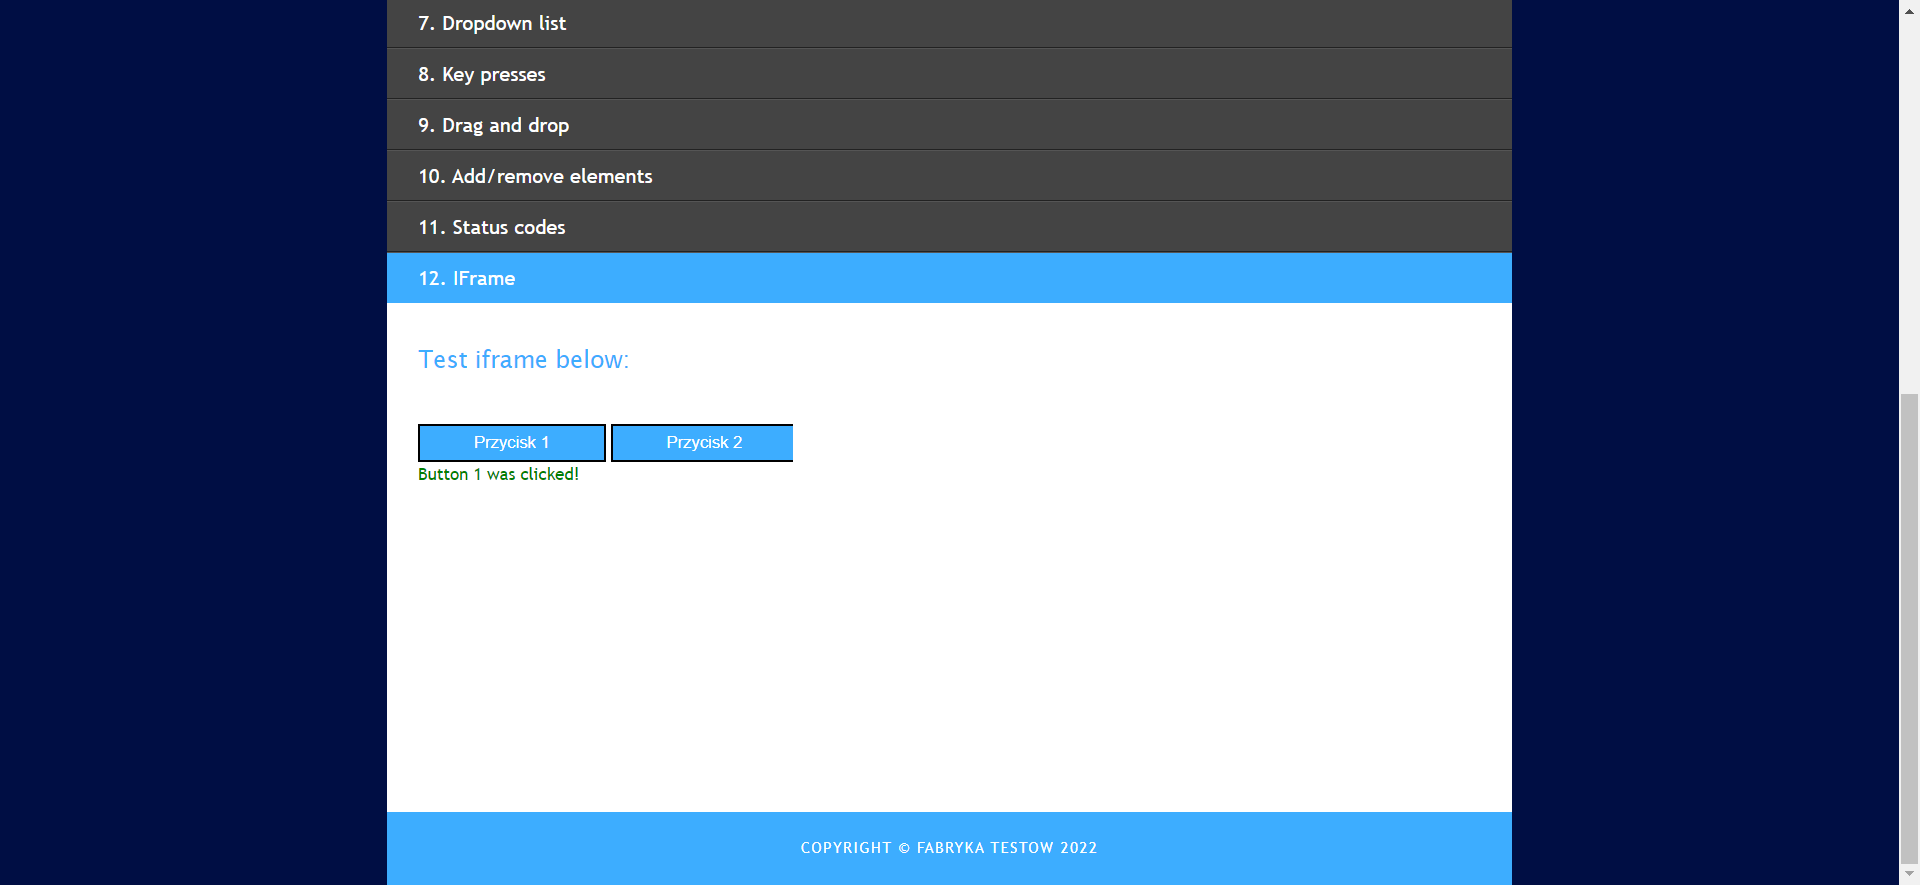 7. Dropdown list
8. Key presses
9. Drag and drop
10. Add/remove elements
11. Status codes
12. IFrame
Test iframe below:
Przycisk 1 Przycisk 2
Button 1 was clicked!
COPYRIGHT © FABRYKA TESTOW 2022